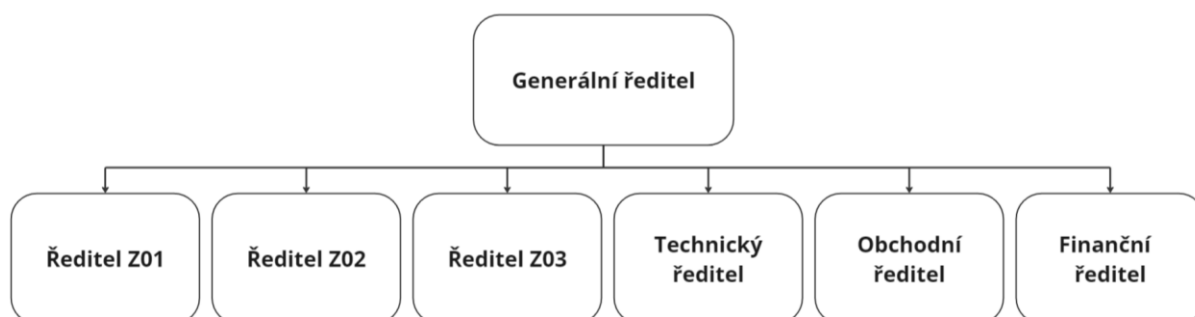 Generální ředitel
Ředitel Z01
Ředitel Z02
Ředitel Z03
Technický
ředitel
Obchodní
ředitel
Finanční
ředitel